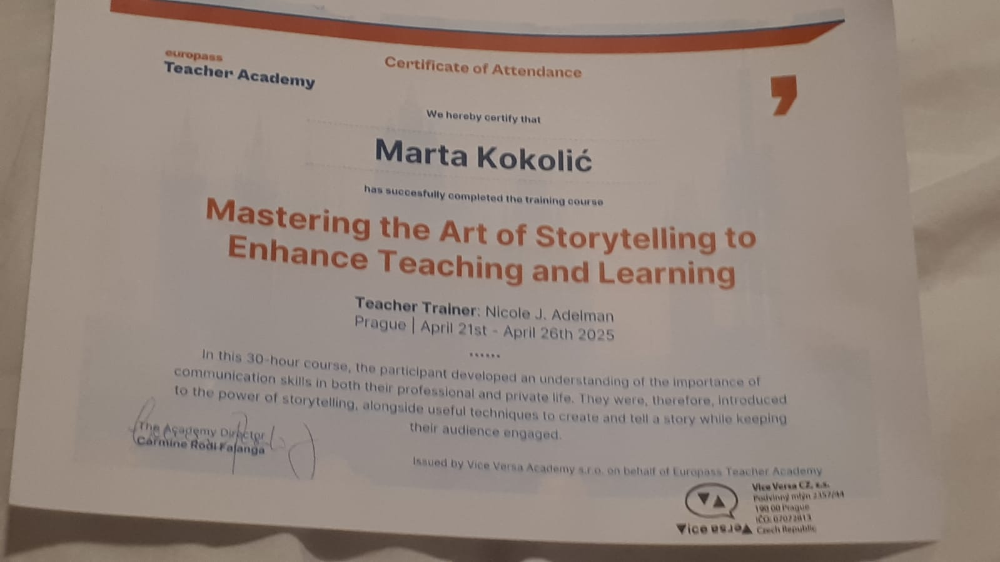 europass
Teacher Academy
Certificate of Attendance
We hereby certify that
Marta Kokolić
has succesfully completed the training course
Mastering the Art of Storytelling to
Enhance Teaching and Learning
Teacher Trainer: Nicole J. Adelman
Prague | April 21st - April 26th 2025
In this 30-hour course, the participant developed an understanding of the importance of
communication skills in both their professional and private life. They were, therefore, introduced
to the power of storytelling, alongside useful techniques to create and tell a story while keeping
their audience engaged.
The Academy Director
Carmine Rodi Falanga
Issued by Vice Versa Academy s.r.o. on behalf of Europass Teacher Academy
Vice Versa
Vice Versa CZ, z.s.
Podvinný mlýn
190 00 Prague
IČO: 07072813
Czech Republic